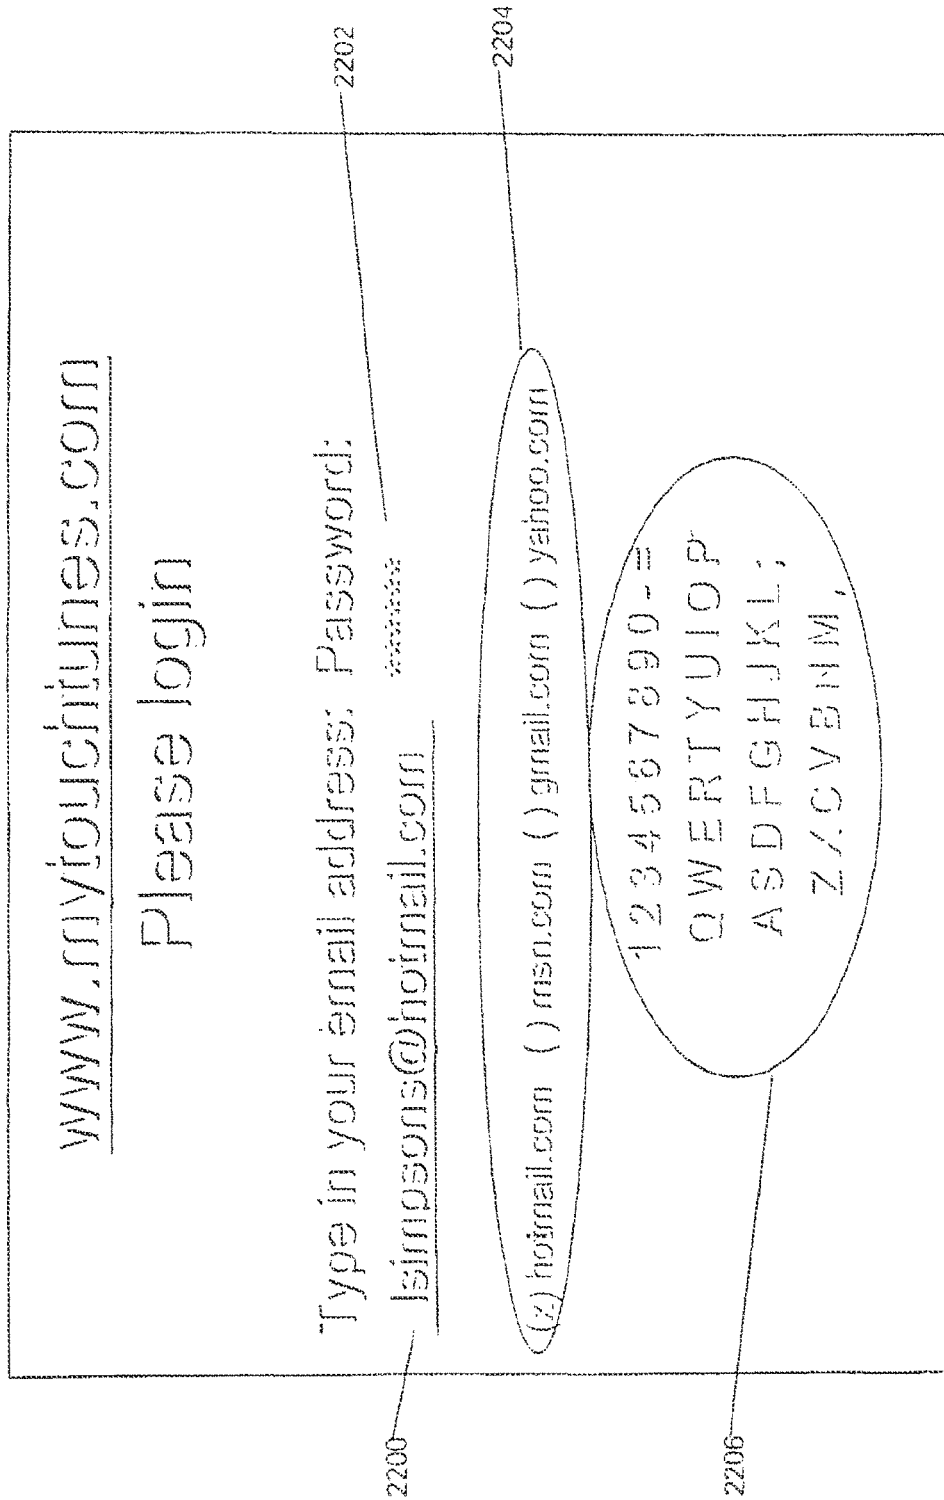 www.mytouchtunes.com
Please login
Type in your email address: Password:
lsimpsons@hotmail.com ******
(x) hotmail.com () msn.com () gmail.com () yahoo.com
1 2 3 4 5 6 7 8 9 0 - =
Q W E R T Y U I O P
A S D F G H J K L ;
Z X C V B N M ,
2200
2202
2204
2206